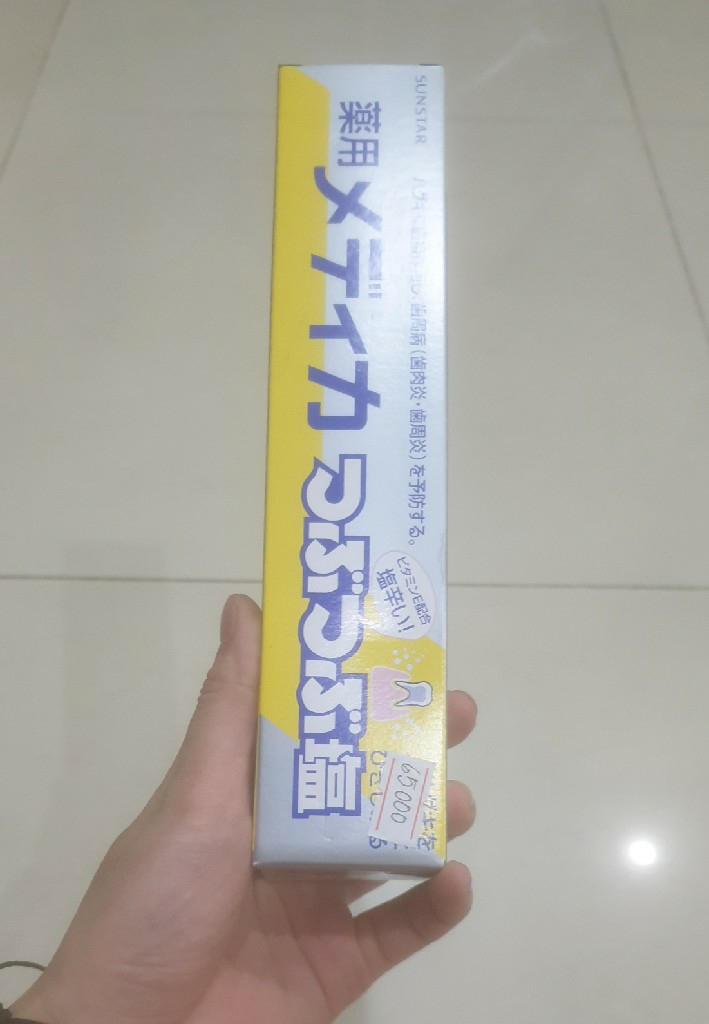 SUNSTAR
歯周病(歯肉炎・歯周炎)を予防する。
薬用
メディカ
つぶつぶ塩
ビタミンE配合
塩辛い!
65000